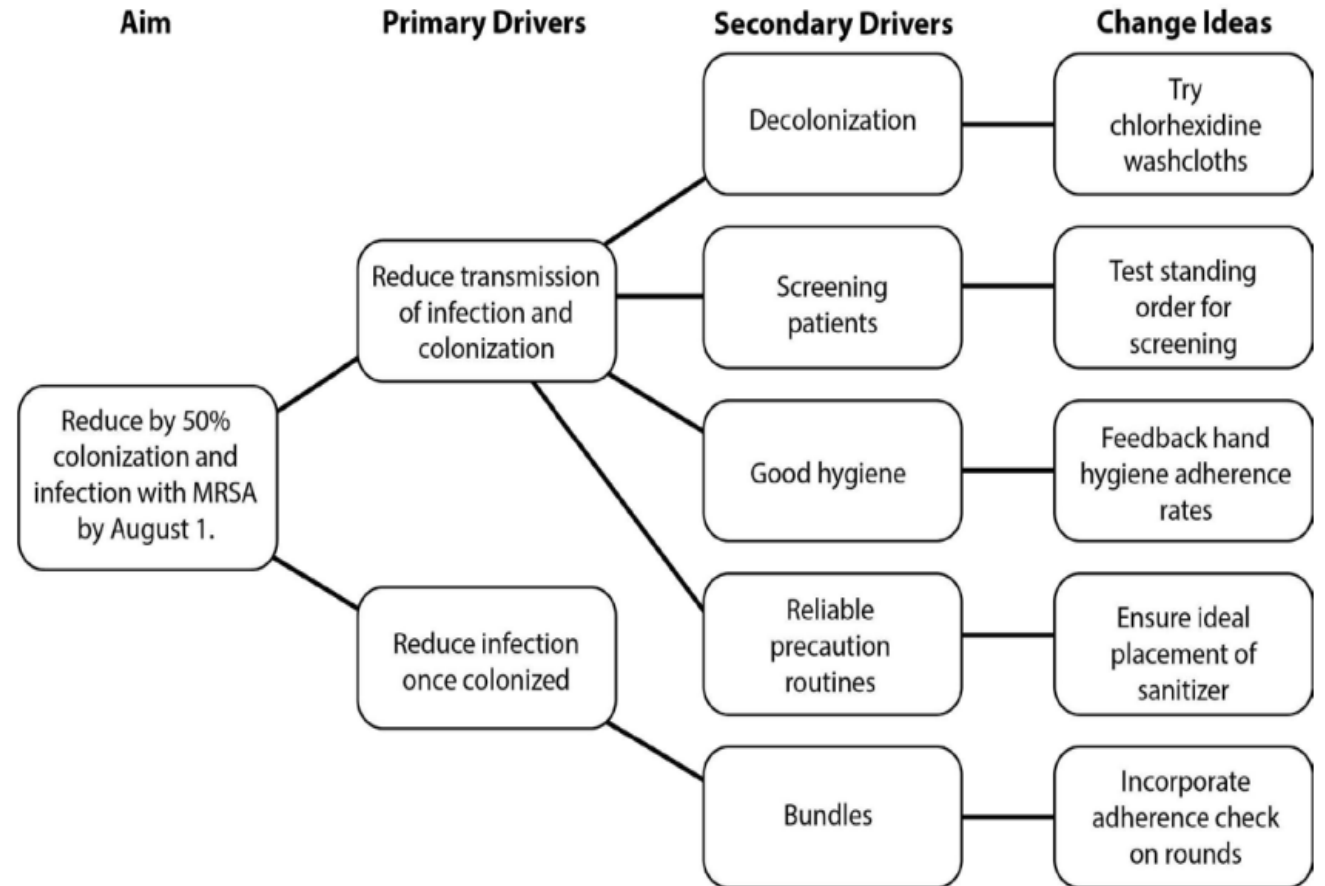 Aim
Primary Drivers
Secondary Drivers
Change Ideas
Reduce by 50%
colonization and
infection with MRSA
by August 1.
Reduce transmission
of infection and
colonization
Reduce infection
once colonized
Decolonization
Screening
patients
Good hygiene
Reliable
precaution
routines
Bundles
Try
chlorhexidine
washcloths
Test standing
order for
screening
Feedback hand
hygiene adherence
rates
Ensure ideal
placement of
sanitizer
Incorporate
adherence check
on rounds